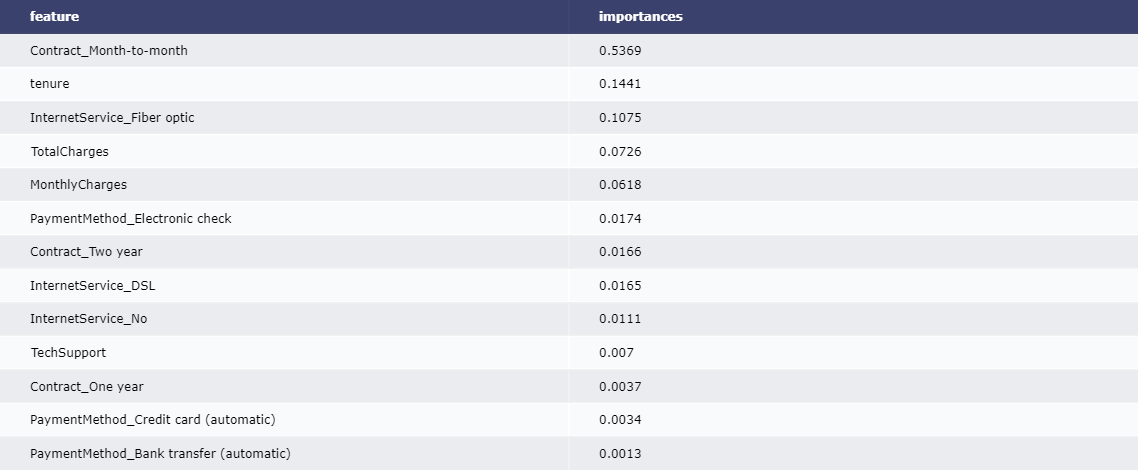 feature importances
Contract_Month-to-month 0.5369
tenure 0.1441
InternetService_Fiber optic 0.1075
TotalCharges 0.0726
MonthlyCharges 0.0618
PaymentMethod_Electronic check 0.0174
Contract_Two year 0.0166
InternetService_DSL 0.0165
InternetService_No 0.0111
TechSupport 0.007
Contract_One year 0.0037
PaymentMethod_Credit card (automatic) 0.0034
PaymentMethod_Bank transfer (automatic) 0.0013